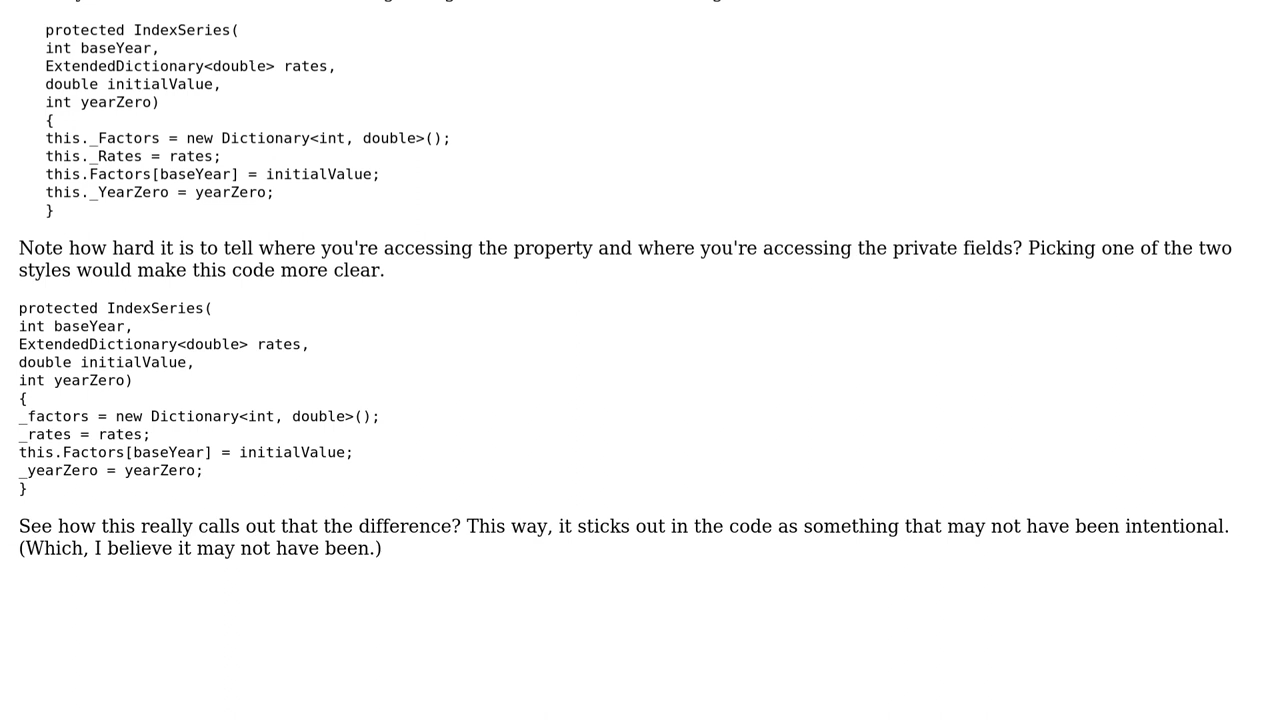 protected IndexSeries(
int baseYear,
ExtendedDictionary<double> rates,
double initialValue,
int yearZero)
{
this._Factors = new Dictionary<int, double>();
this._Rates = rates;
this.Factors[baseYear] = initialValue;
this._YearZero = yearZero;
}
Note how hard it is to tell where you're accessing the property and where you're accessing the private fields? Picking one of the two
styles would make this code more clear.
protected IndexSeries(
int baseYear,
ExtendedDictionary<double> rates,
double initialValue,
int yearZero)
{
_factors = new Dictionary<int, double>();
_rates = rates;
this.Factors[baseYear] = initialValue;
_yearZero = yearZero;
}
See how this really calls out that the difference? This way, it sticks out in the code as something that may not have been intentional.
(Which, I believe it may not have been.)